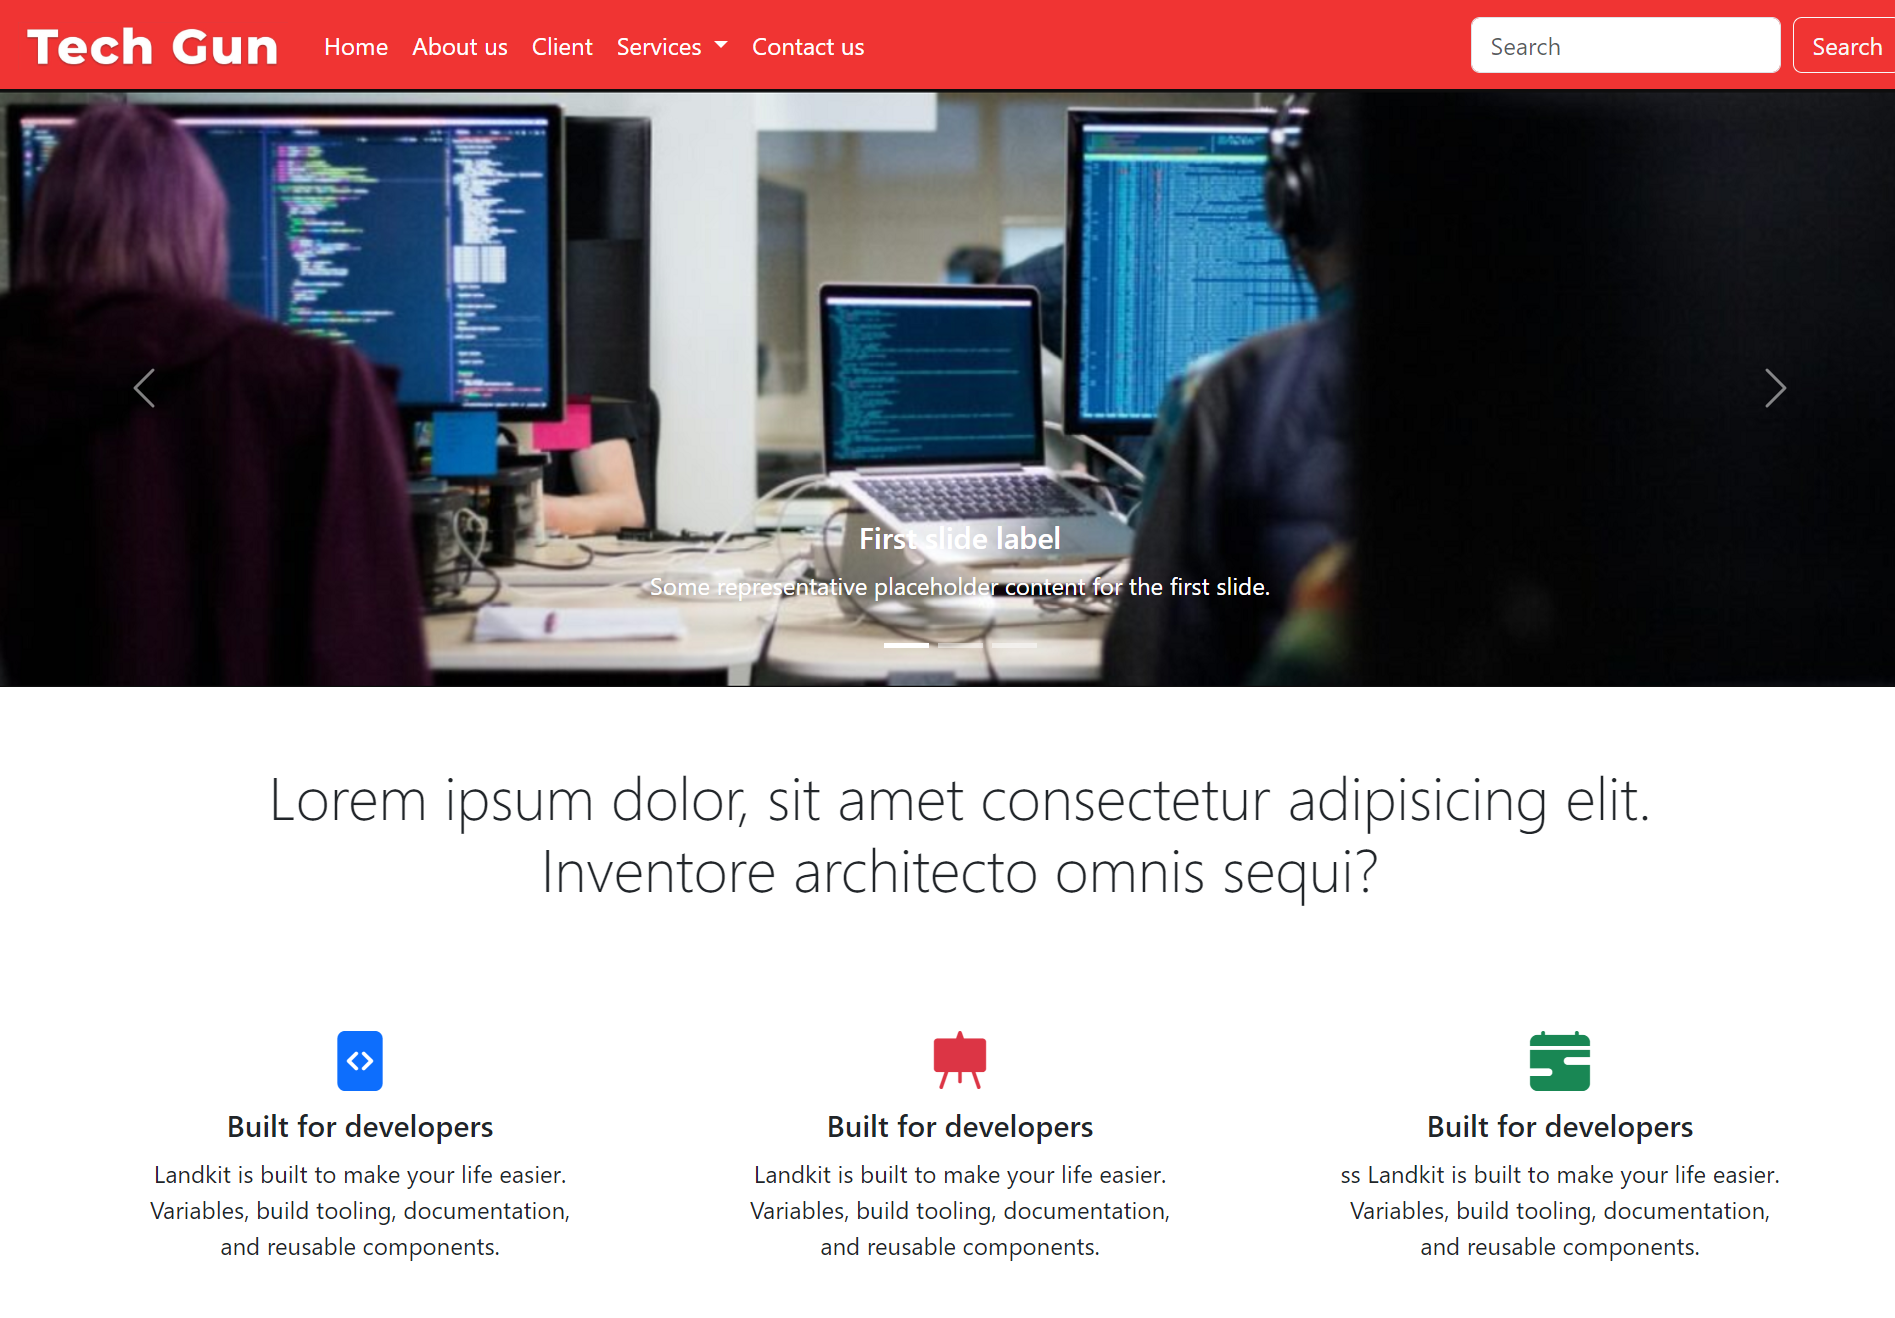 Tech Gun
Home About us Client Services Contact us
Search Search
First slide label
Some representative placeholder content for the first slide.
Lorem ipsum dolor, sit amet consectetur adipisicing elit.
Inventore architecto omnis sequi?
Built for developers
Landkit is built to make your life easier.
Variables, build tooling, documentation,
and reusable components.
Built for developers
Landkit is built to make your life easier.
Variables, build tooling, documentation,
and reusable components.
Built for developers
ss Landkit is built to make your life easier.
Variables, build tooling, documentation,
and reusable components.